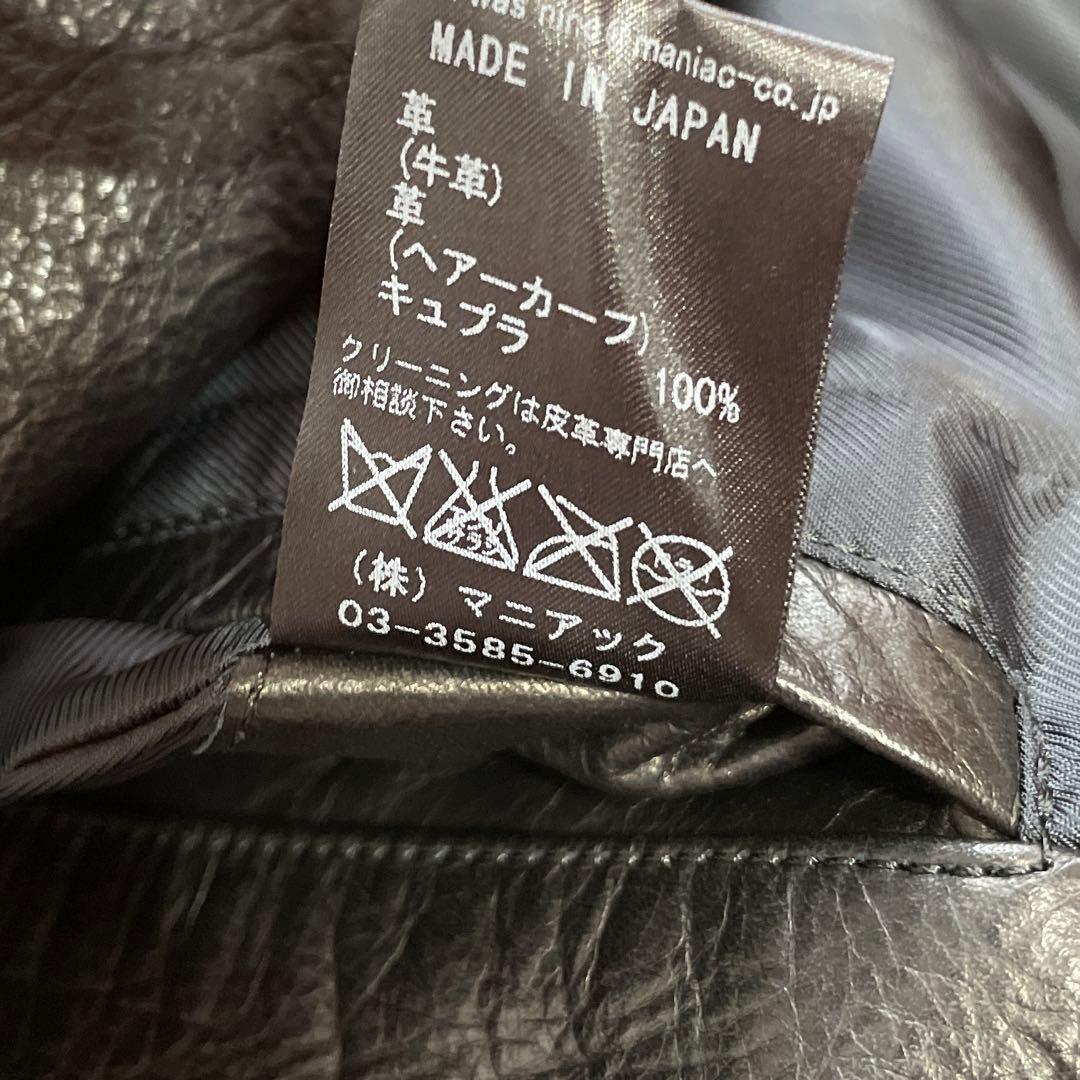 was nine@maniac-co.jp
MADE IN JAPAN
革
(牛革)
革
(ヘアーカーフ)
キュプラ 100%
クリーニングは皮革専門店へ
御相談下さい。
(株) マニアック
03-3585-6910